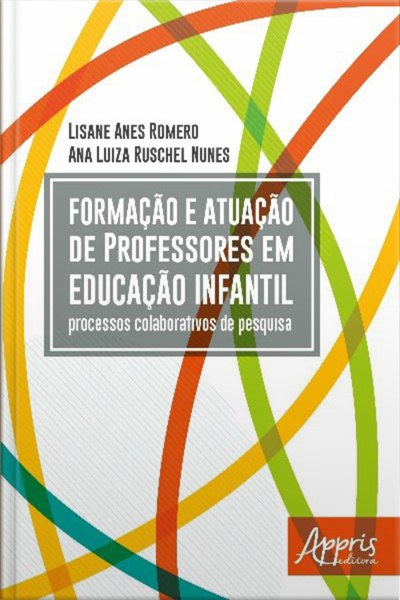 LISANE ANES ROMERO
ANA LUIZA RUSCHEL NUNES
FORMAÇÃO E ATUAÇÃO
DE PROFESSORES EM
EDUCAÇÃO INFANTIL
processos colaborativos de pesquisa
Appris
editora